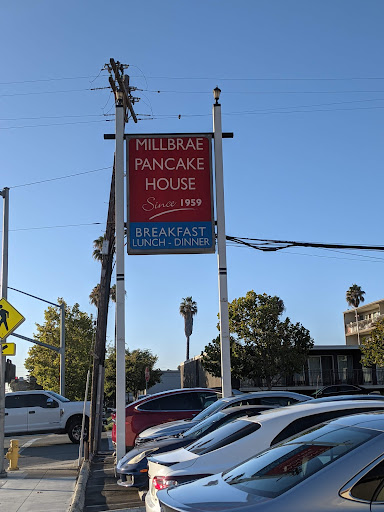 MILLBRAE
PANCAKE
HOUSE
Since 1959
BREAKFAST
LUNCH - DINNER